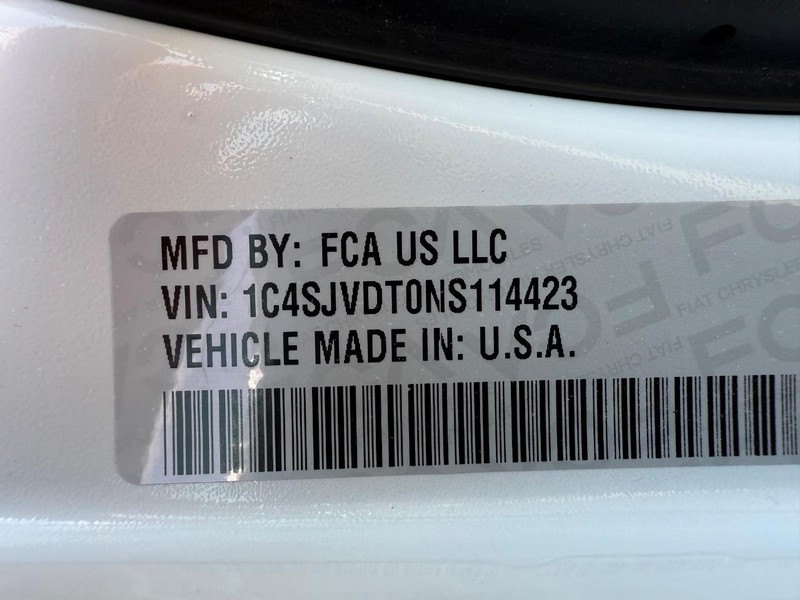 MFD BY: FCA US LLC
VIN: 1C4SJVDT0NS114423
VEHICLE MADE IN: U.S.A.